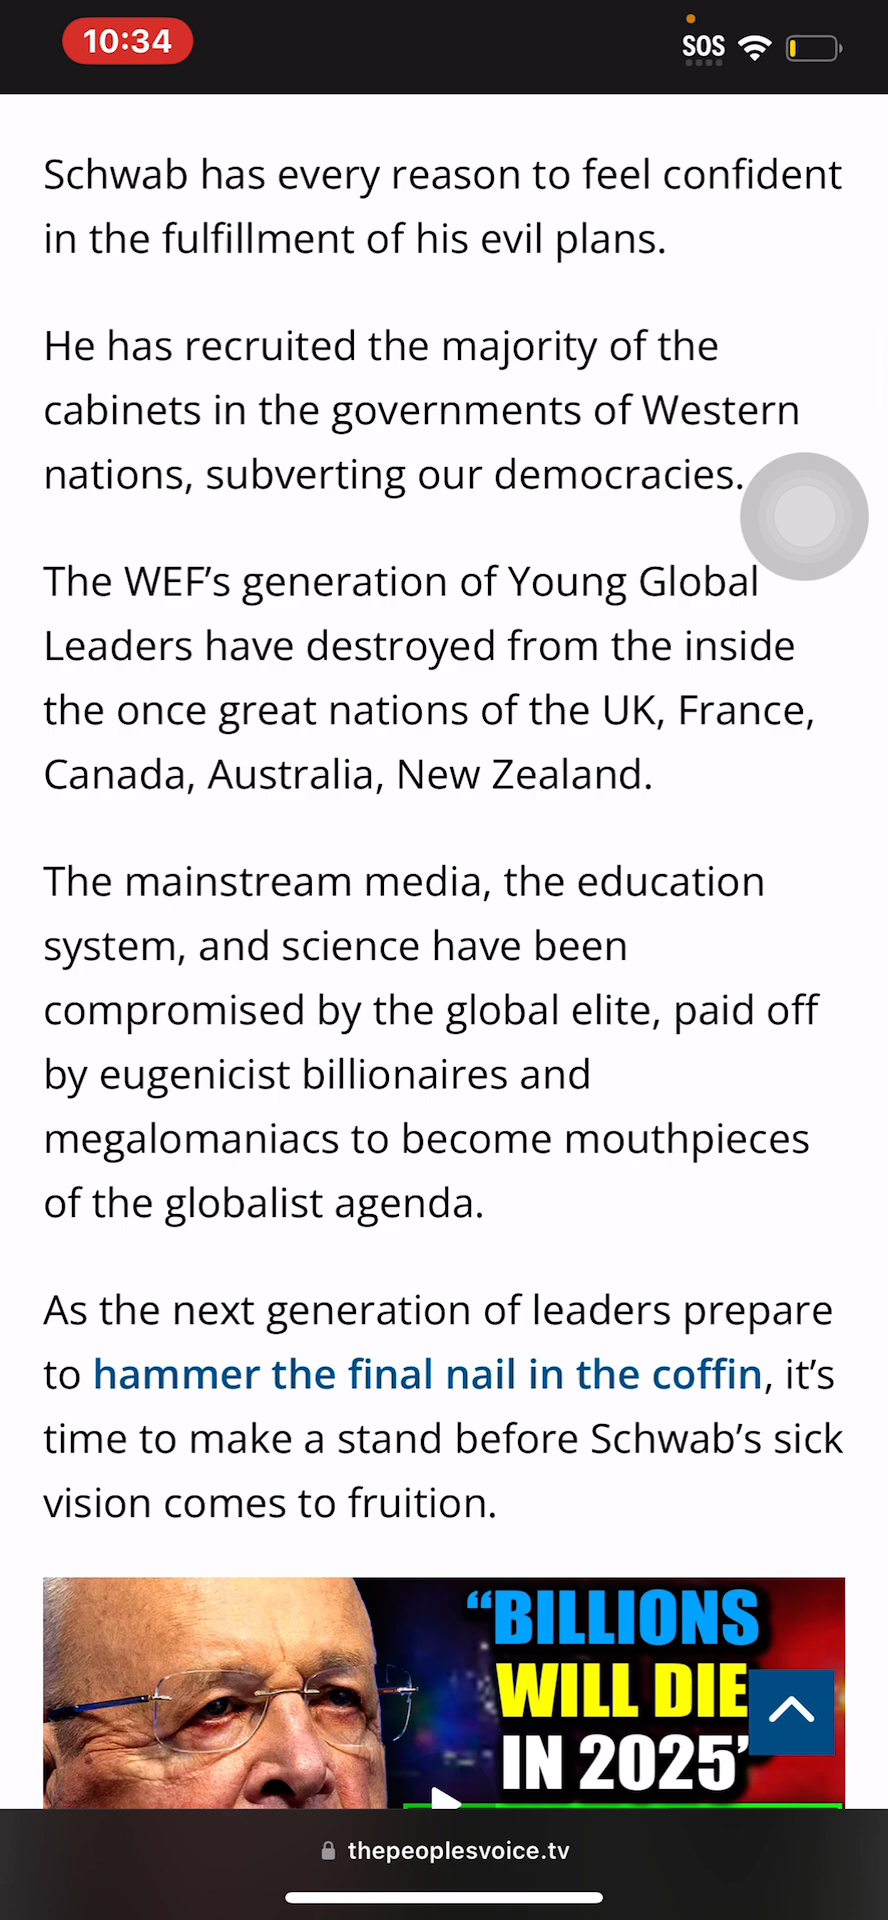 10:34
SOS
Schwab has every reason to feel confident
in the fulfillment of his evil plans.
He has recruited the majority of the
cabinets in the governments of Western
nations, subverting our democracies.
The WEF’s generation of Young Global
Leaders have destroyed from the inside
the once great nations of the UK, France,
Canada, Australia, New Zealand.
The mainstream media, the education
system, and science have been
compromised by the global elite, paid off
by eugenicist billionaires and
megalomaniacs to become mouthpieces
of the globalist agenda.
As the next generation of leaders prepare
to hammer the final nail in the coffin, it’s
time to make a stand before Schwab’s sick
vision comes to fruition.
“BILLIONS
WILL DIE
IN 2025”
thepeoplesvoice.tv